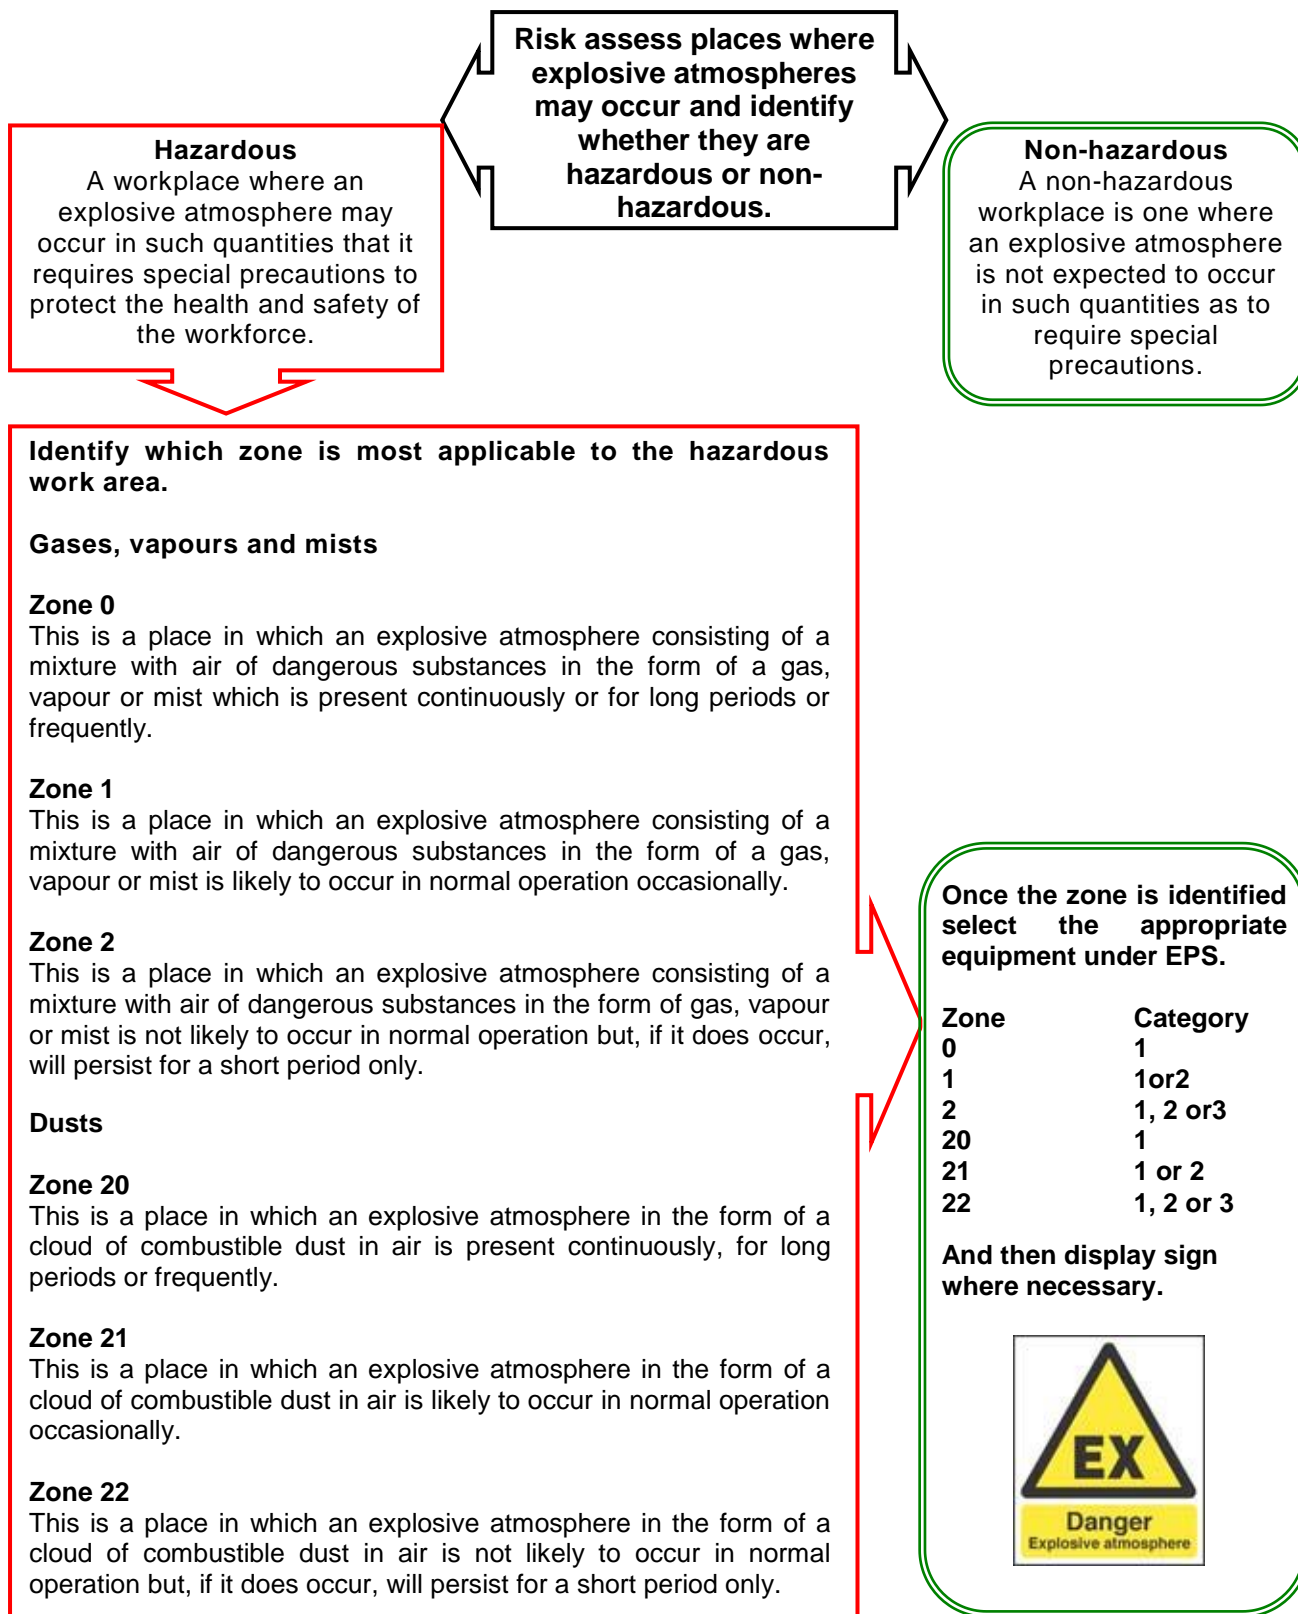 Risk assess places where
explosive atmospheres
may occur and identify
whether they are
hazardous or non-
hazardous.
Hazardous
A workplace where an
explosive atmosphere may
occur in such quantities that it
requires special precautions to
protect the health and safety of
the workforce.
Non-hazardous
A non-hazardous
workplace is one where
an explosive atmosphere
is not expected to occur
in such quantities as to
require special
precautions.
Identify which zone is most applicable to the hazardous
work area.
Gases, vapours and mists
Zone 0
This is a place in which an explosive atmosphere consisting of a
mixture with air of dangerous substances in the form of a gas,
vapour or mist which is present continuously or for long periods or
frequently.
Zone 1
This is a place in which an explosive atmosphere consisting of a
mixture with air of dangerous substances in the form of a gas,
vapour or mist is likely to occur in normal operation occasionally.
Zone 2
This is a place in which an explosive atmosphere consisting of a
mixture with air of dangerous substances in the form of gas, vapour
or mist is not likely to occur in normal operation but, if it does occur,
will persist for a short period only.
Dusts
Zone 20
This is a place in which an explosive atmosphere in the form of a
cloud of combustible dust in air is present continuously, for long
periods or frequently.
Zone 21
This is a place in which an explosive atmosphere in the form of a
cloud of combustible dust in air is likely to occur in normal operation
occasionally.
Zone 22
This is a place in which an explosive atmosphere in the form of a
cloud of combustible dust in air is not likely to occur in normal
operation but, if it does occur, will persist for a short period only.
Once the zone is identified
select the appropriate
equipment under EPS.
Zone Category
0 1
1 1or2
2 1, 2 or3
20 1
21 1 or 2
22 1, 2 or 3
And then display sign
where necessary.
EX
Danger
Explosive atmosphere